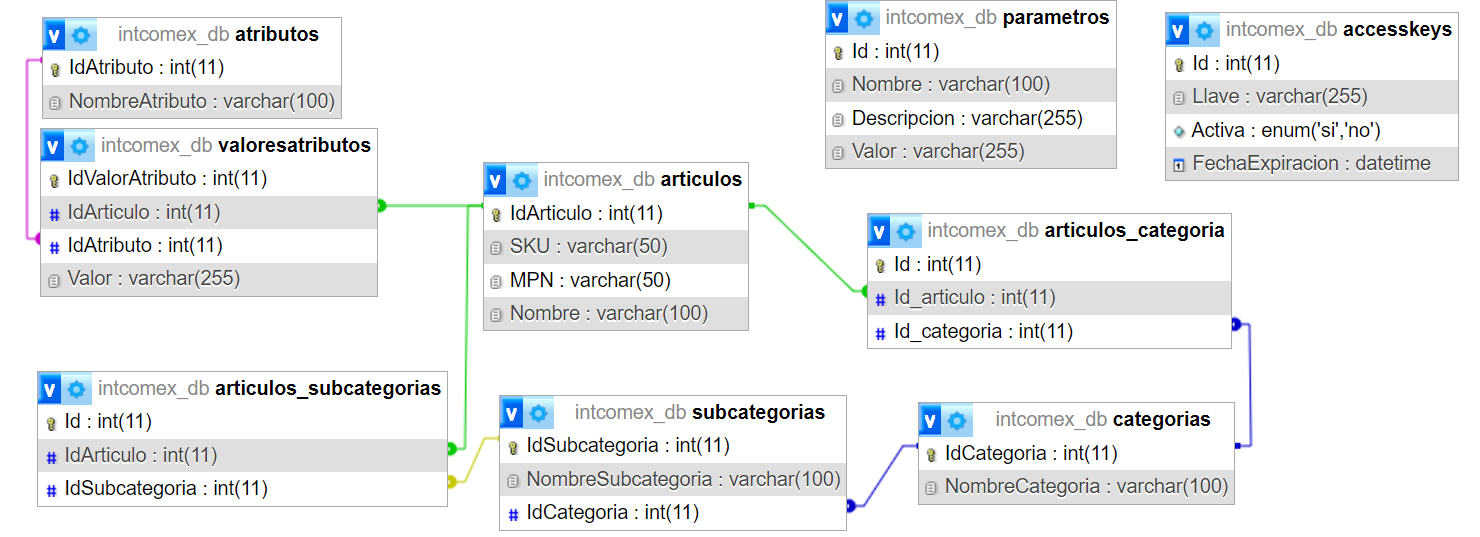 v intcomex_db atributos
IdAtributo : int(11)
NombreAtributo : varchar(100)
v intcomex_db valoresatributos
IdValorAtributo : int(11)
# IdArticulo : int(11)
# IdAtributo : int(11)
Valor : varchar(255)
v intcomex_db articulos
IdArticulo : int(11)
SKU : varchar(50)
MPN : varchar(50)
Nombre : varchar(100)
v intcomex_db parametros
Id : int(11)
Nombre : varchar(100)
Descripcion : varchar(255)
Valor : varchar(255)
v intcomex_db accesskeys
Id : int(11)
Llave : varchar(255)
Activa : enum('si','no')
1 FechaExpiracion : datetime
v intcomex_db articulos_categoria
Id : int(11)
# Id_articulo : int(11)
# Id_categoria : int(11)
v intcomex_db articulos_subcategorias
Id : int(11)
# IdArticulo : int(11)
# IdSubcategoria : int(11)
v intcomex_db subcategorias
IdSubcategoria : int(11)
NombreSubcategoria : varchar(100)
# IdCategoria : int(11)
v intcomex_db categorias
IdCategoria : int(11)
NombreCategoria : varchar(100)